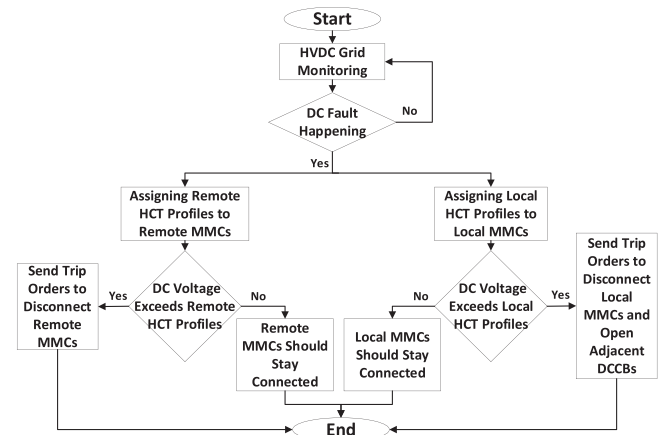 Start
HVDC Grid
Monitoring
DC Fault
Happening
No
Yes
Assigning Remote
HCT Profiles to
Remote MMCs
Assigning Local
HCT Profiles to
Local MMCs
Send Trip
Orders to
Disconnect
Remote
MMCs
Yes
DC Voltage
Exceeds Remote
HCT Profiles
No
Remote
MMCs Should
Stay
Connected
Local MMCs
Should Stay
Connected
No
DC Voltage
Exceeds Local
HCT Profiles
Yes
Send Trip
Orders to
Disconnect
Local
MMCs and
Open
Adjacent
DCCBs
End